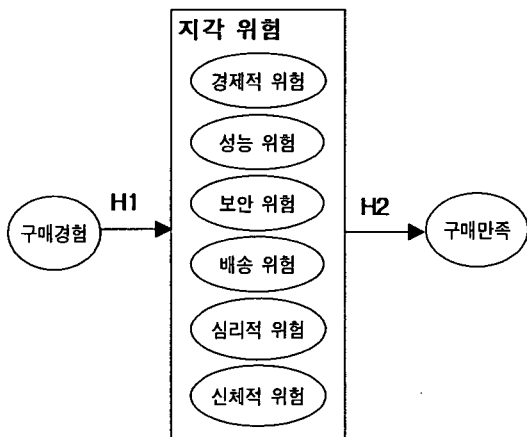 지각 위험
경제적 위험
성능 위험
보안 위험
배송 위험
심리적 위험
신체적 위험
구매경험
H1
H2
구매만족